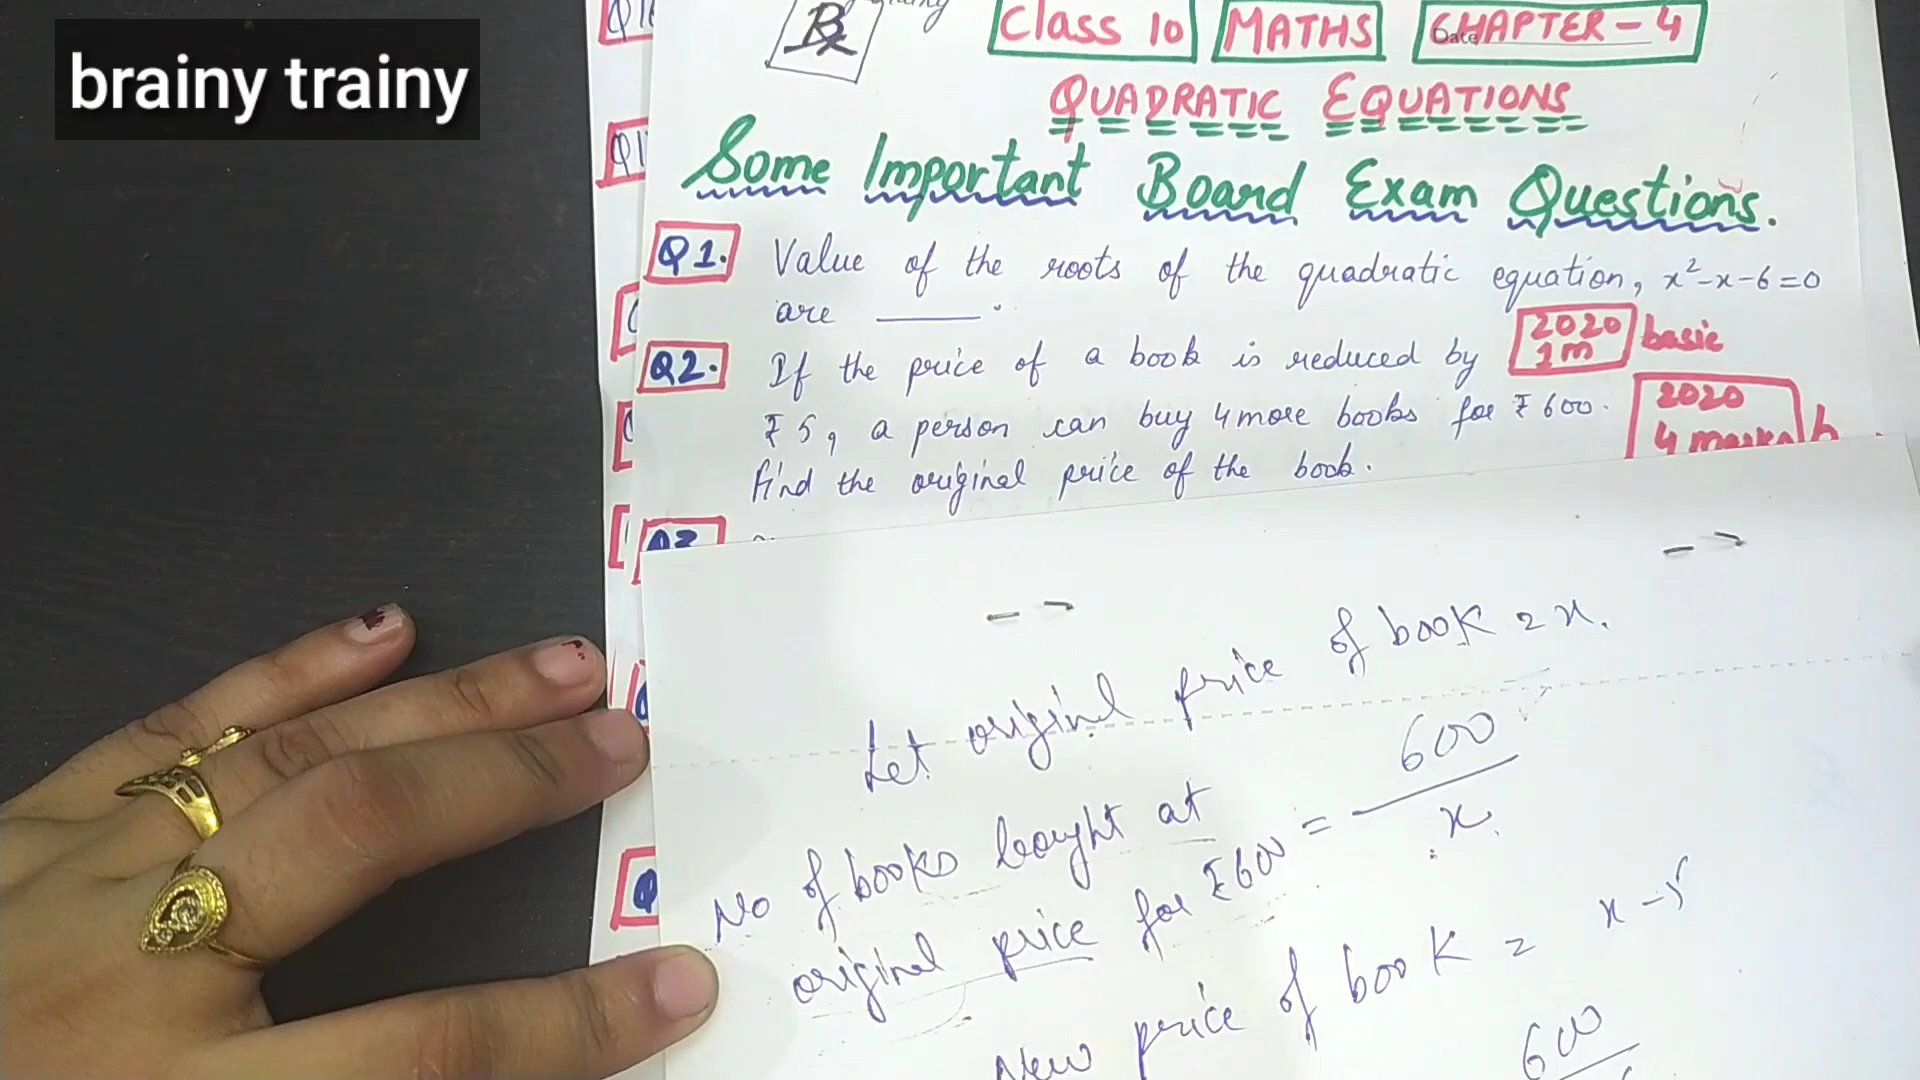 brainy trainy
Class 10 MATHS CHAPTER-4
Date
QUADRATIC EQUATIONS
Some Important Board Exam Questions.
Q1. Value of the roots of the quadratic equation, x²-x-6=0
are ______.
2020 1m basic
Q2. If the price of a book is reduced by
₹5, a person can buy 4 more books for ₹600.
2020 4 marks b
find the original price of the book.
Q3
Let original price of book = x.
No of books bought at
original price for ₹600 = 600/x.
New price of book = x-5
600